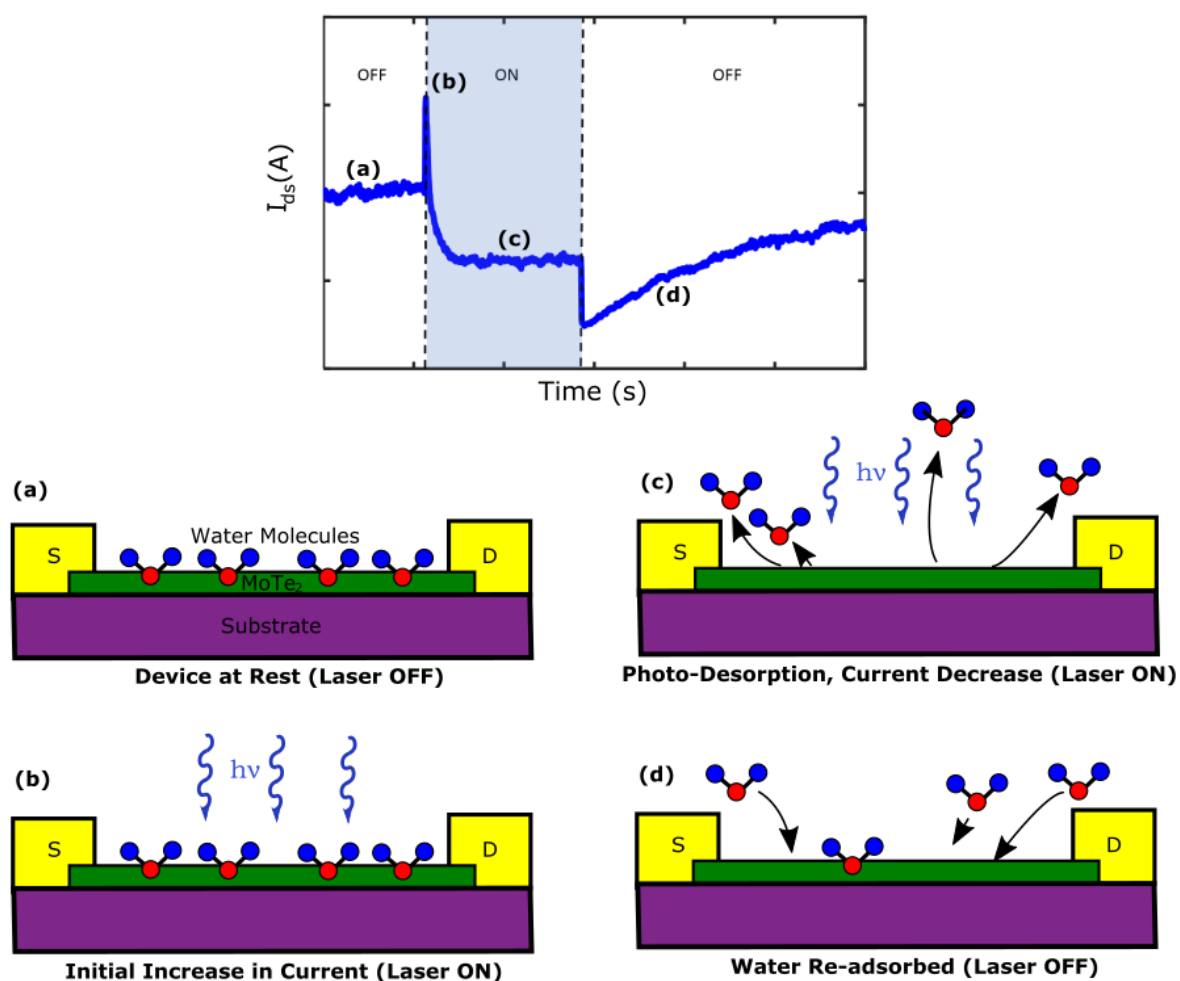 OFF
ON
OFF
(b)
(a)
(c)
(d)
I_ds(A)
Time (s)
(a)
Water Molecules
S
D
MoTe₂
Substrate
Device at Rest (Laser OFF)
(c)
hν
S
D
Photo-Desorption, Current Decrease (Laser ON)
(b)
hν
S
D
Initial Increase in Current (Laser ON)
(d)
S
D
Water Re-adsorbed (Laser OFF)